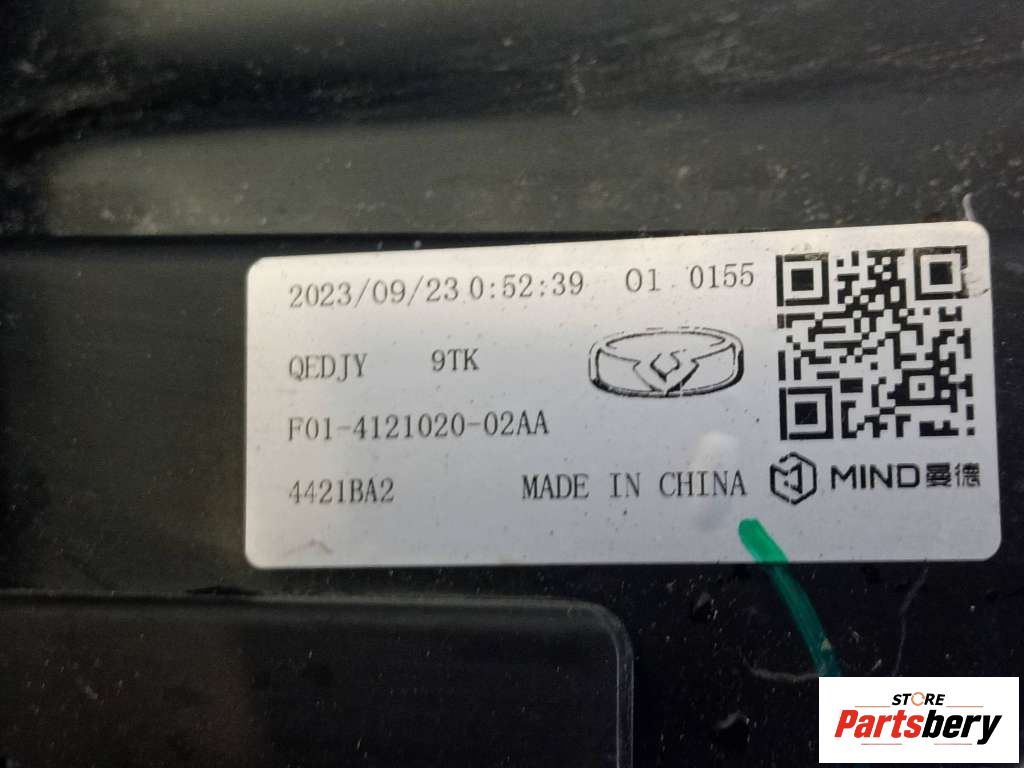 2023/09/23 0:52:39 01 0155
QEDJY 9TK
F01-4121020-02AA
4421BA2 MADE IN CHINA MIND曼德
STORE
Partsbery